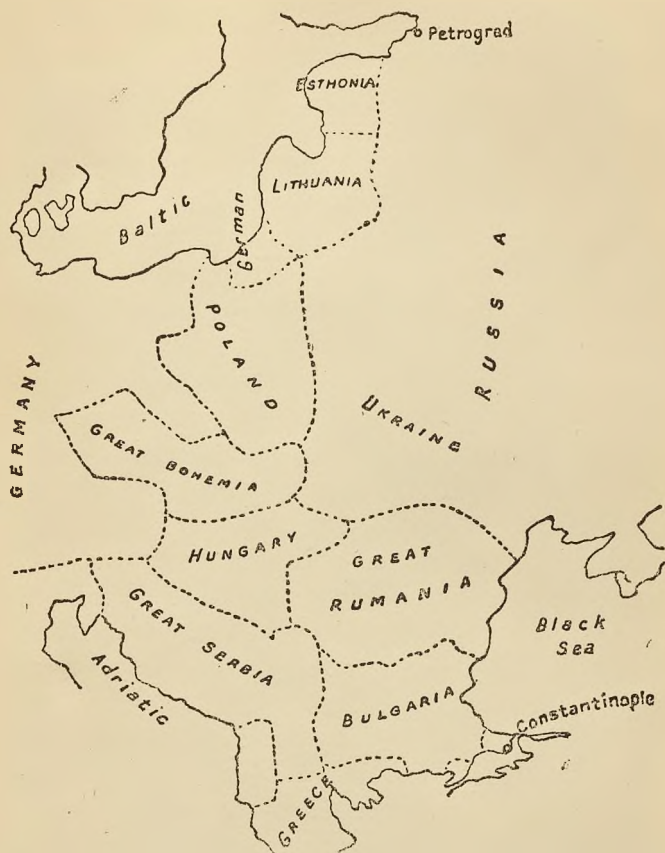 Petrograd
ESTHONIA
LITHUANIA
Baltic
German
POLAND
RUSSIA
GERMANY
UKRAINE
GREAT BOHEMIA
HUNGARY
GREAT
RUMANIA
GREAT SERBIA
Black
Sea
Adriatic
BULGARIA
Constantinople
GREECE